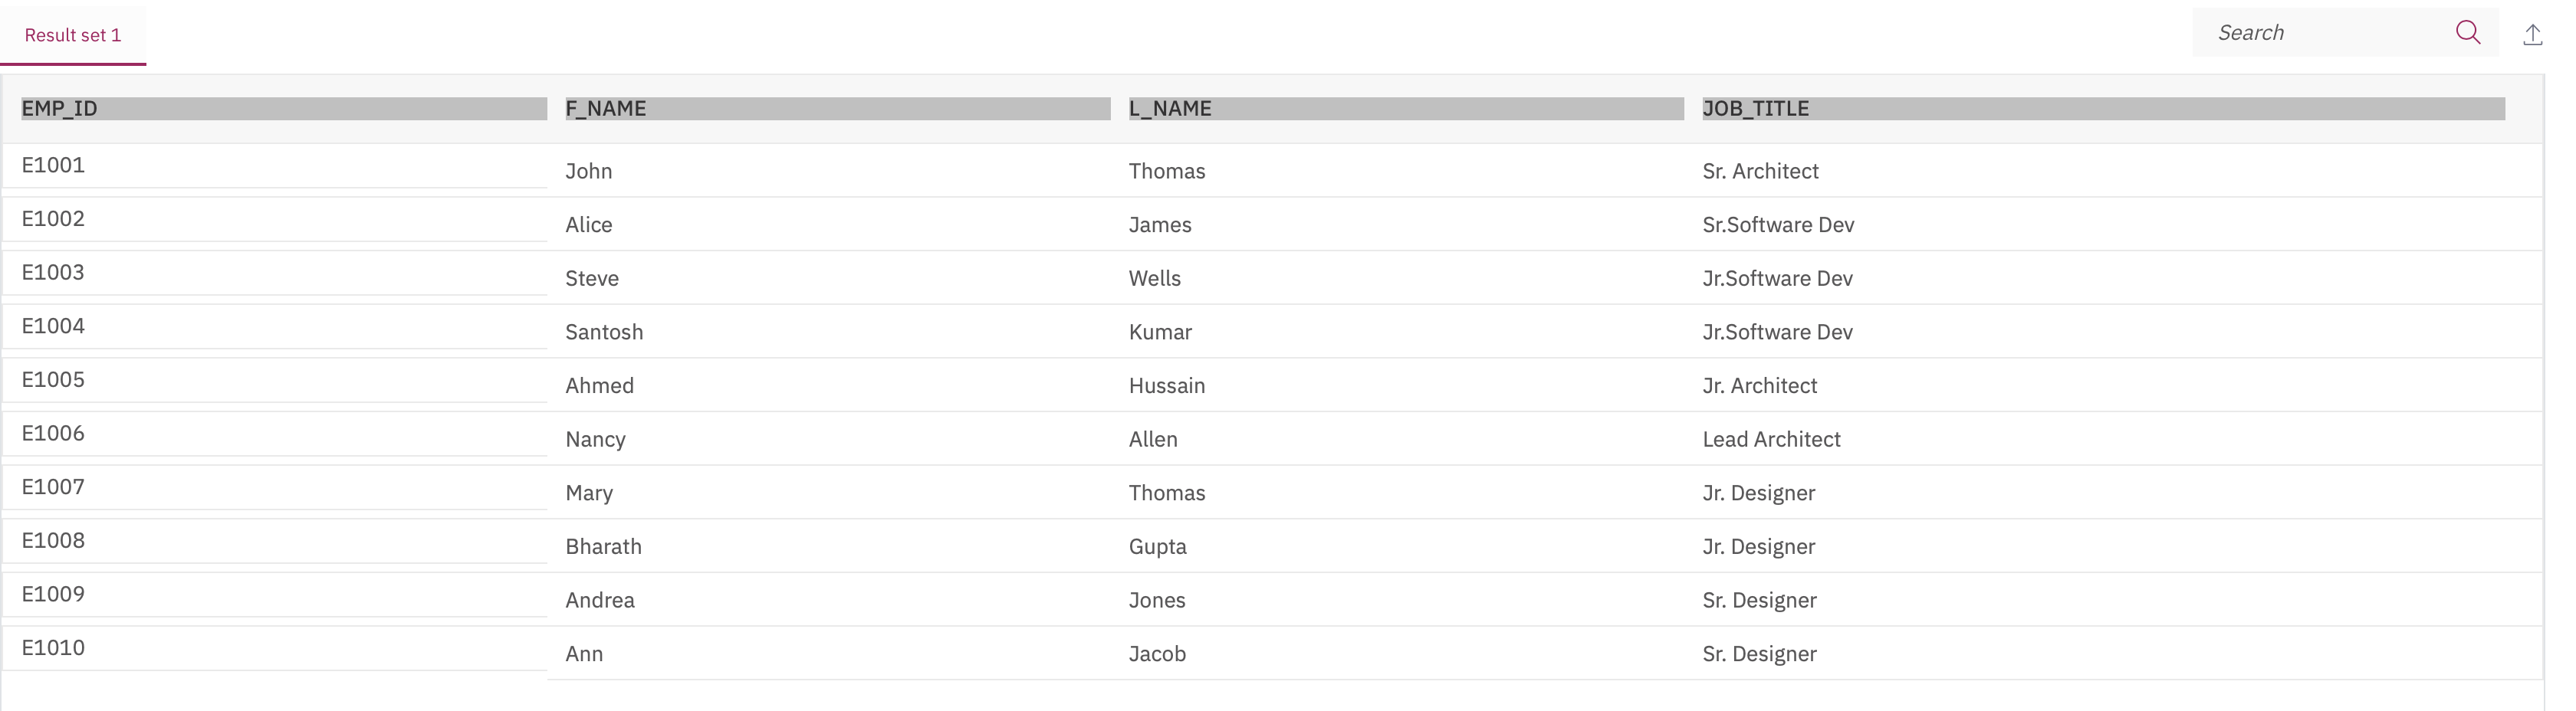 Result set 1
Search
EMP_ID F_NAME L_NAME JOB_TITLE
E1001 John Thomas Sr. Architect
E1002 Alice James Sr.Software Dev
E1003 Steve Wells Jr.Software Dev
E1004 Santosh Kumar Jr.Software Dev
E1005 Ahmed Hussain Jr. Architect
E1006 Nancy Allen Lead Architect
E1007 Mary Thomas Jr. Designer
E1008 Bharath Gupta Jr. Designer
E1009 Andrea Jones Sr. Designer
E1010 Ann Jacob Sr. Designer